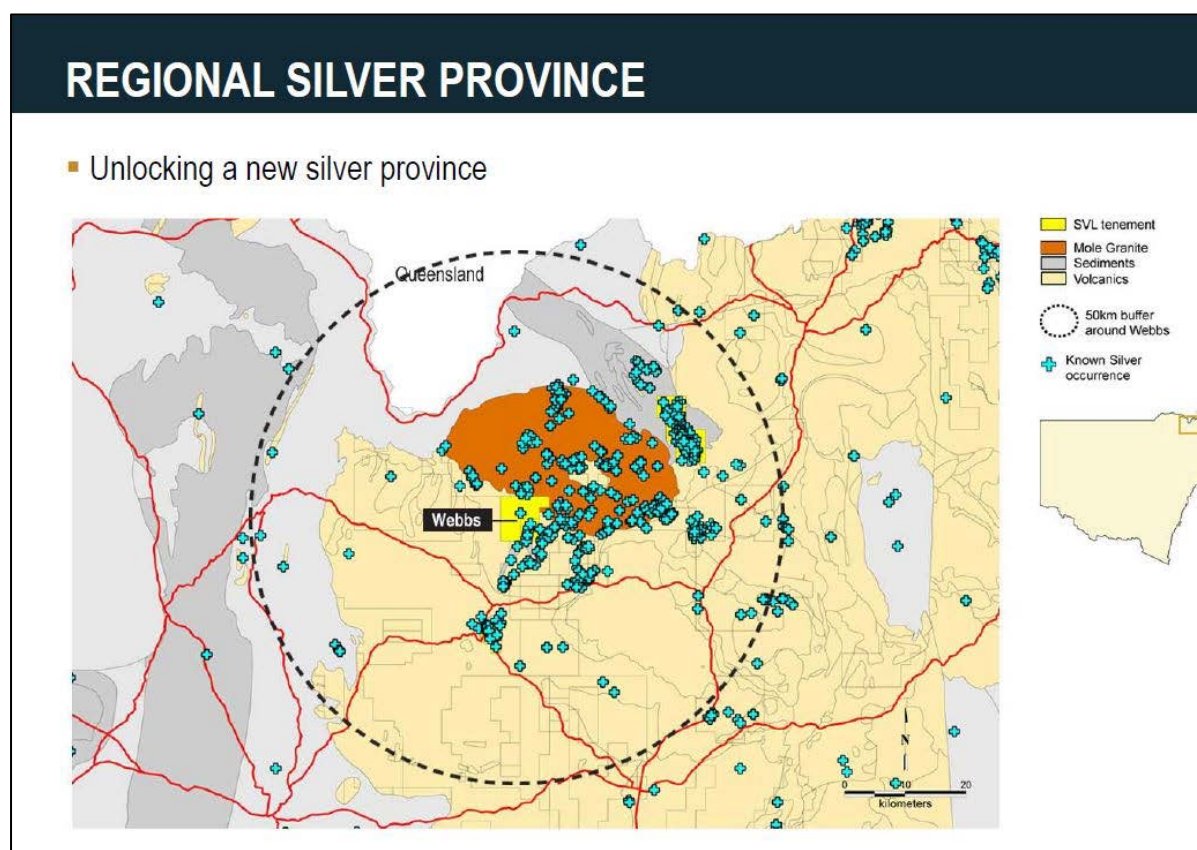 REGIONAL SILVER PROVINCE
▪ Unlocking a new silver province
Queensland
Webbs
N
0 10 20
kilometers
SVL tenement
Mole Granite
Sediments
Volcanics
50km buffer
around Webbs
Known Silver
occurrence